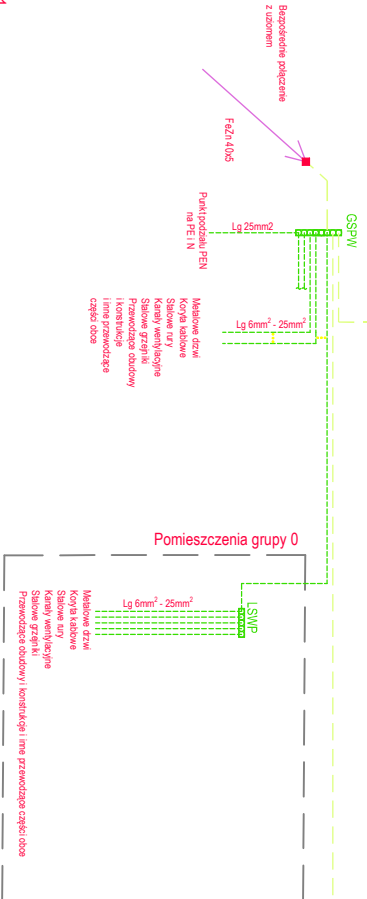 Bezpośrednie połączenie
z uziomem
FeZn 40x5
GSPW
Lg 25mm2
Punkt podziału PEN
na PE i N
Lg 6mm² - 25mm²
Metalowe drzwi
Koryta kablowe
Stalowe rury
Kanały wentylacyjne
Stalowe grzejniki
Przewodzące obudowy
i konstrukcje
i inne przewodzące
części obce
Pomieszczenia grupy 0
LSWP
Lg 6mm² - 25mm²
Metalowe drzwi
Koryta kablowe
Stalowe rury
Kanały wentylacyjne
Stalowe grzejniki
Przewodzące obudowy i konstrukcje i inne przewodzące części obce